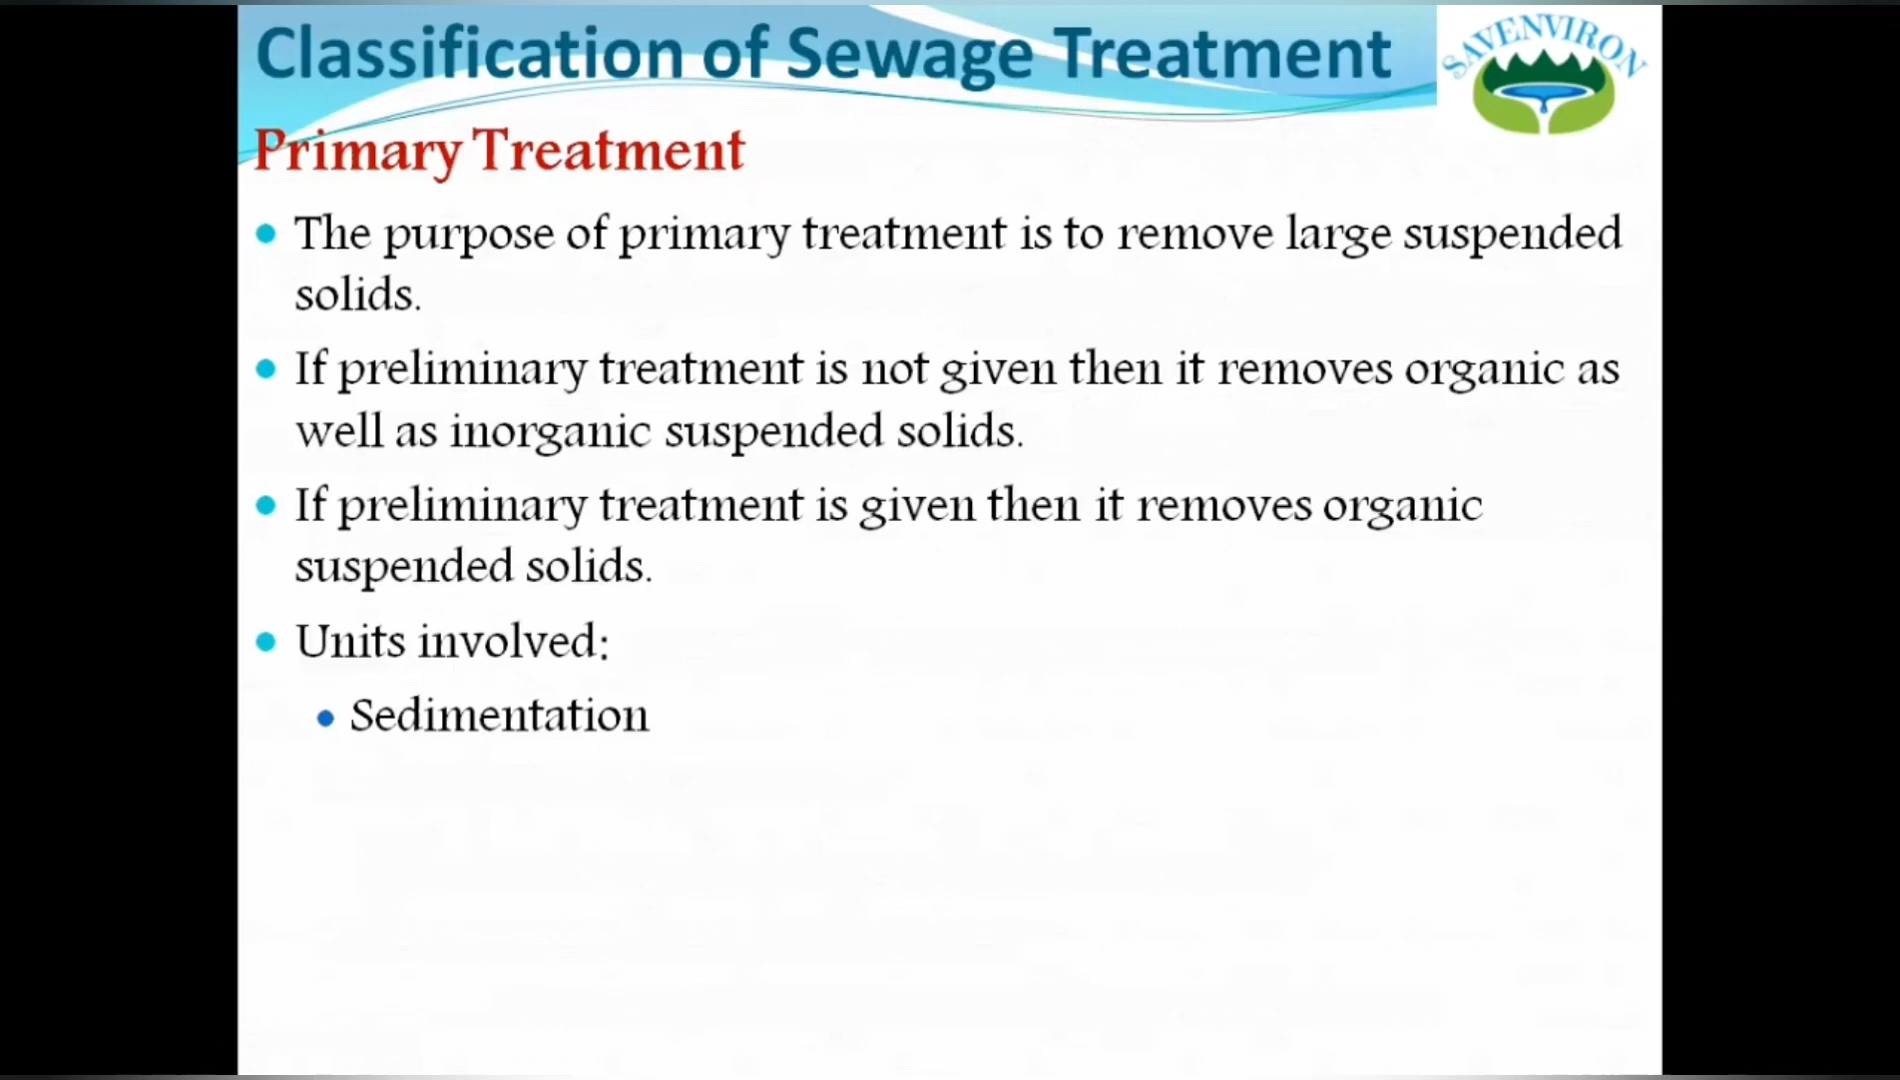 Classification of Sewage Treatment
SAVENVIRON
Primary Treatment
The purpose of primary treatment is to remove large suspended
solids.
If preliminary treatment is not given then it removes organic as
well as inorganic suspended solids.
If preliminary treatment is given then it removes organic
suspended solids.
Units involved:
Sedimentation